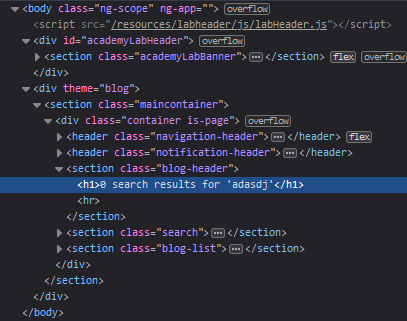 <body class="ng-scope" ng-app=""> overflow
<script src="/resources/labheader/js/labHeader.js"></script>
<div id="academyLabHeader"> overflow
<section class="academyLabBanner"> ••• </section> flex overflow
</div>
<div theme="blog">
<section class="maincontainer">
<div class="container is-page">
<header class="navigation-header"> ••• </header> flex
<header class="notification-header"> ••• </header>
<section class="blog-header">
<h1>0 search results for 'adasdj'</h1>
<hr>
</section>
<section class="search"> ••• </section>
<section class="blog-list"> ••• </section>
</div>
</section>
</div>
</body>